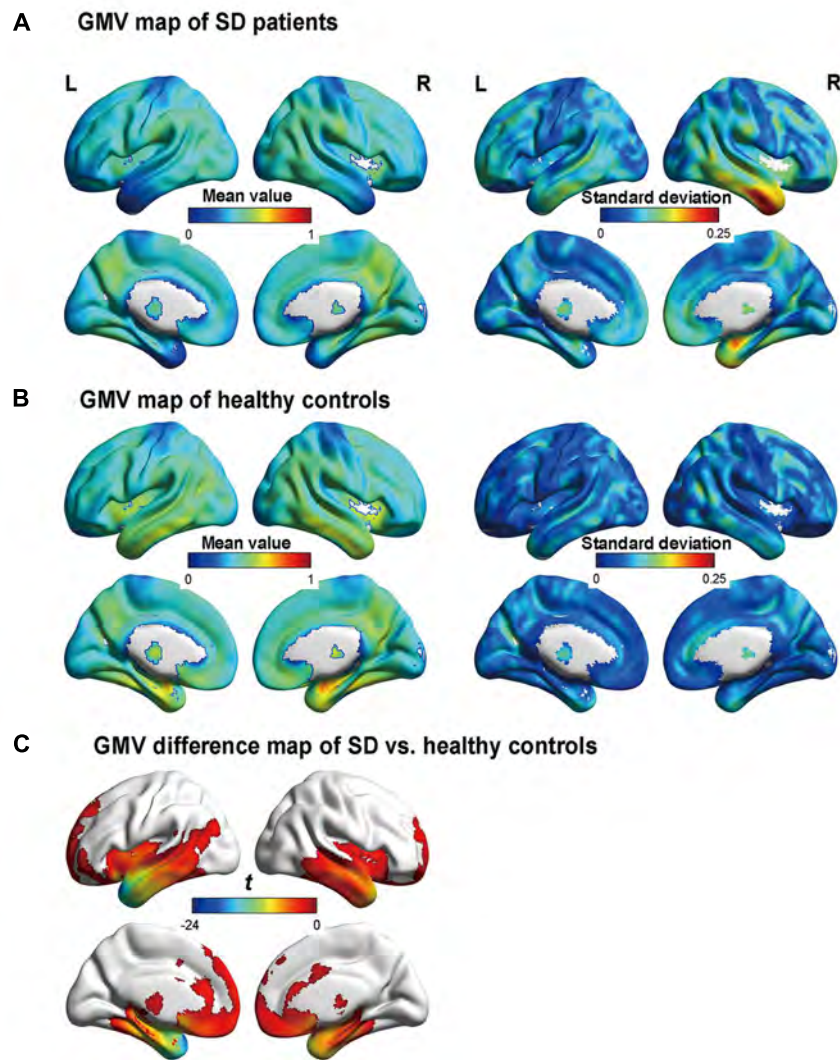 A GMV map of SD patients
L R L R
Mean value Standard deviation
0 1 0 0.25
B GMV map of healthy controls
Mean value Standard deviation
0 1 0 0.25
C GMV difference map of SD vs. healthy controls
t
-24 0